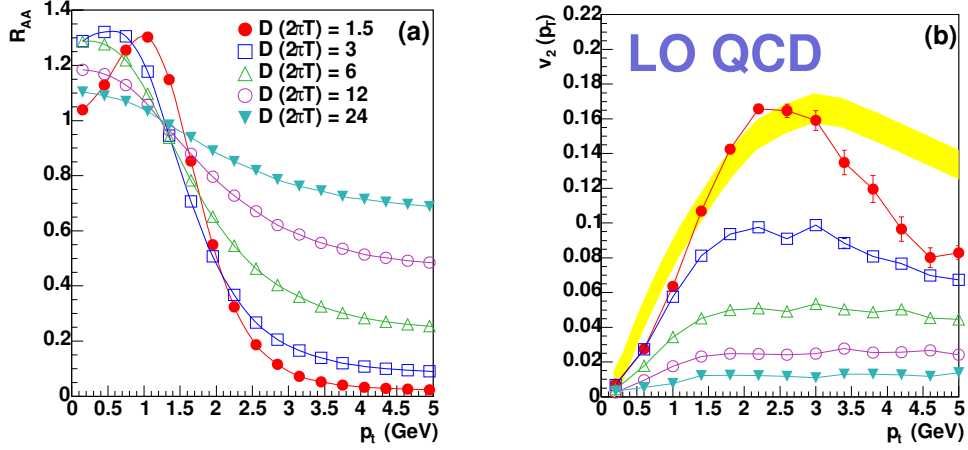 R_AA
1.4
1.2
1
0.8
0.6
0.4
0.2
0
(a)
D (2πT) = 1.5
D (2πT) = 3
D (2πT) = 6
D (2πT) = 12
D (2πT) = 24
0 0.5 1 1.5 2 2.5 3 3.5 4 4.5 5
p_t (GeV)
v_2 (p_T)
0.22
0.2
0.18
0.16
0.14
0.12
0.1
0.08
0.06
0.04
0.02
0
LO QCD
(b)
0 0.5 1 1.5 2 2.5 3 3.5 4 4.5 5
p_t (GeV)